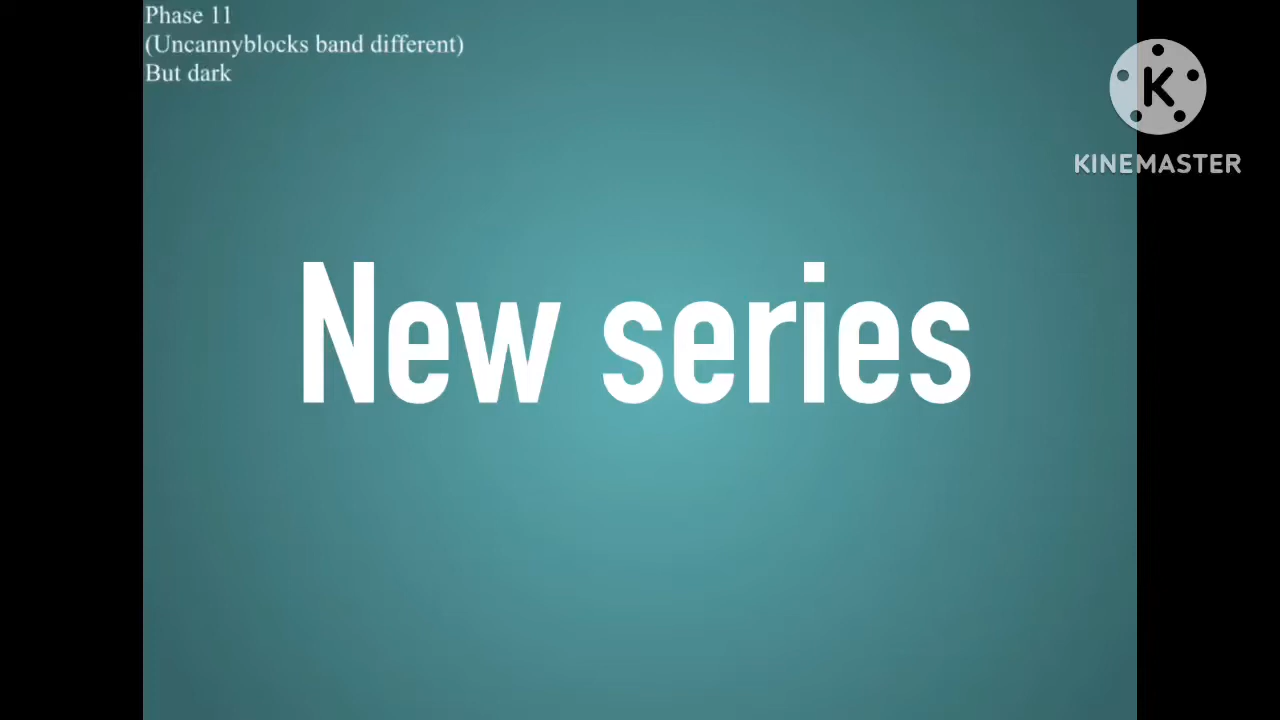 Phase 11
(Uncannyblocks band different)
But dark
K
KINEMASTER
New series